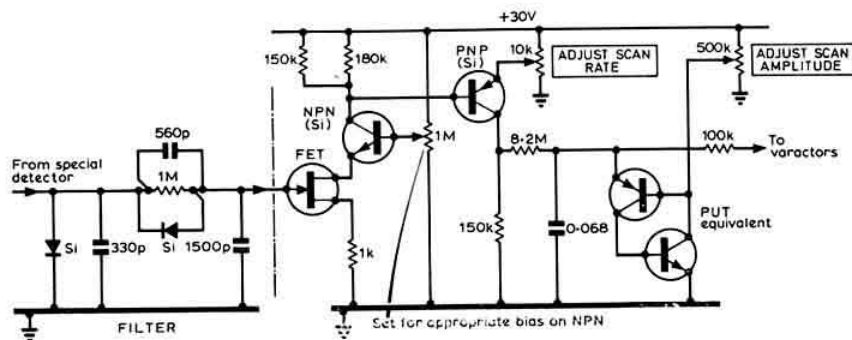 +30V
150k
180k
PNP
(Si)
10k
ADJUST SCAN
RATE
500k
ADJUST SCAN
AMPLITUDE
NPN
(Si)
1M
560p
From special
detector
1M
FET
8·2M
100k
To
varactors
Si
330p
Si
1500p
1k
150k
0·068
PUT
equivalent
FILTER
Set for appropriate bias on NPN